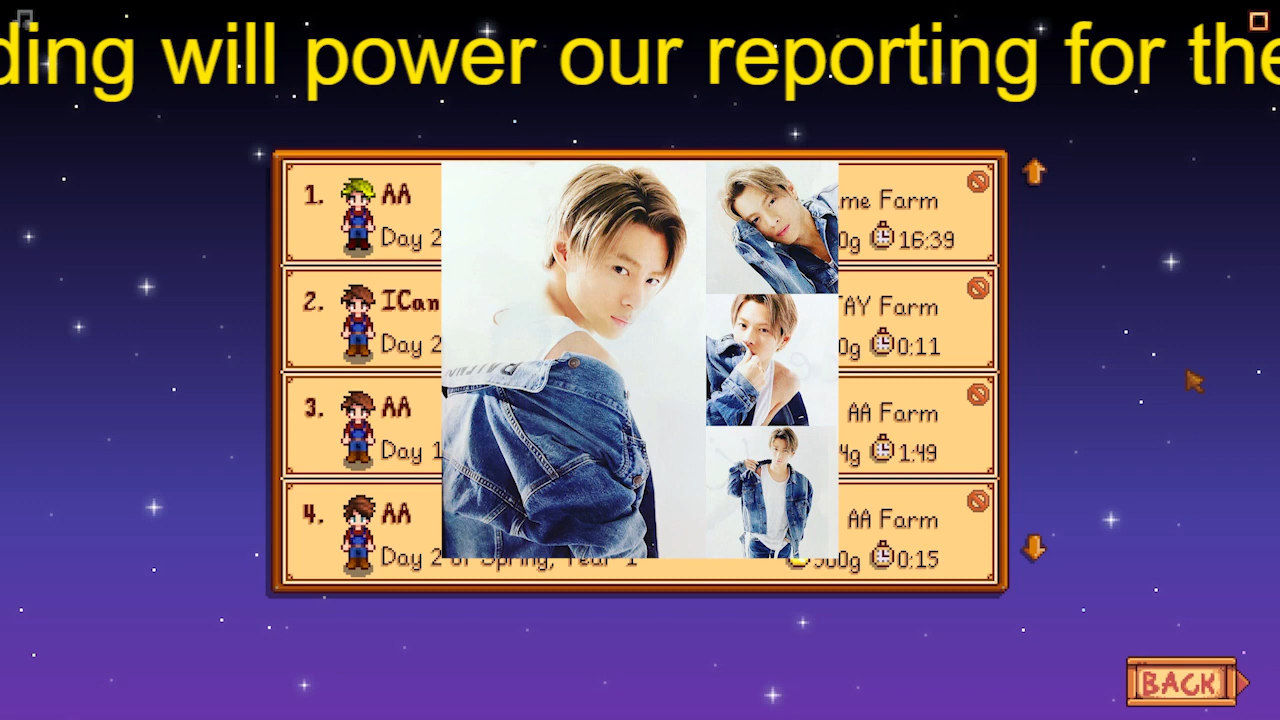 ding will power our reporting for the
1. AA
me Farm
Day 2
0g 16:39
2. ICan
AY Farm
Day 2
0g 0:11
3. AA
AA Farm
Day 1
4g 1:49
4. AA
AA Farm
Day 2 of Spring, Year 1
500g 0:15
BACK